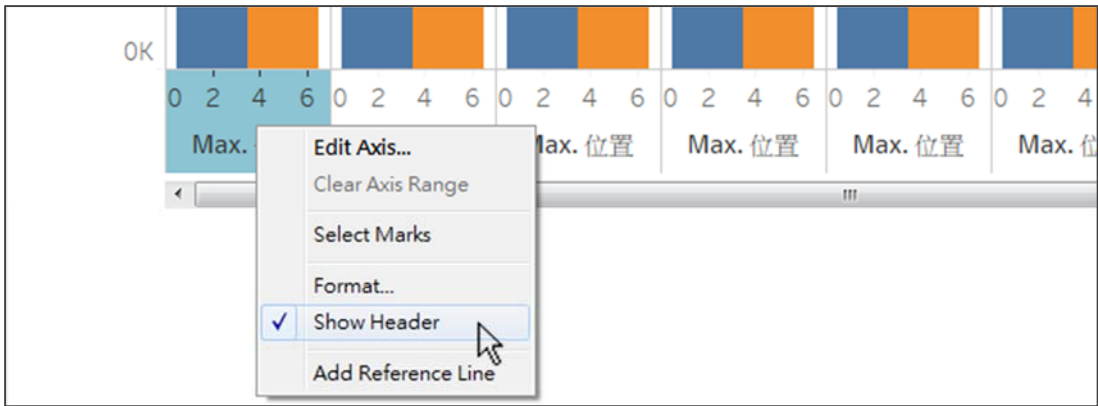 0K
0 2 4 6 0 2 4 6 0 2 4 6 0 2 4 6 0 2 4 6 0 2 4
Max. Max. 位置 Max. 位置 Max. 位置 Max.
Edit Axis...
Clear Axis Range
Select Marks
Format...
Show Header
Add Reference Line